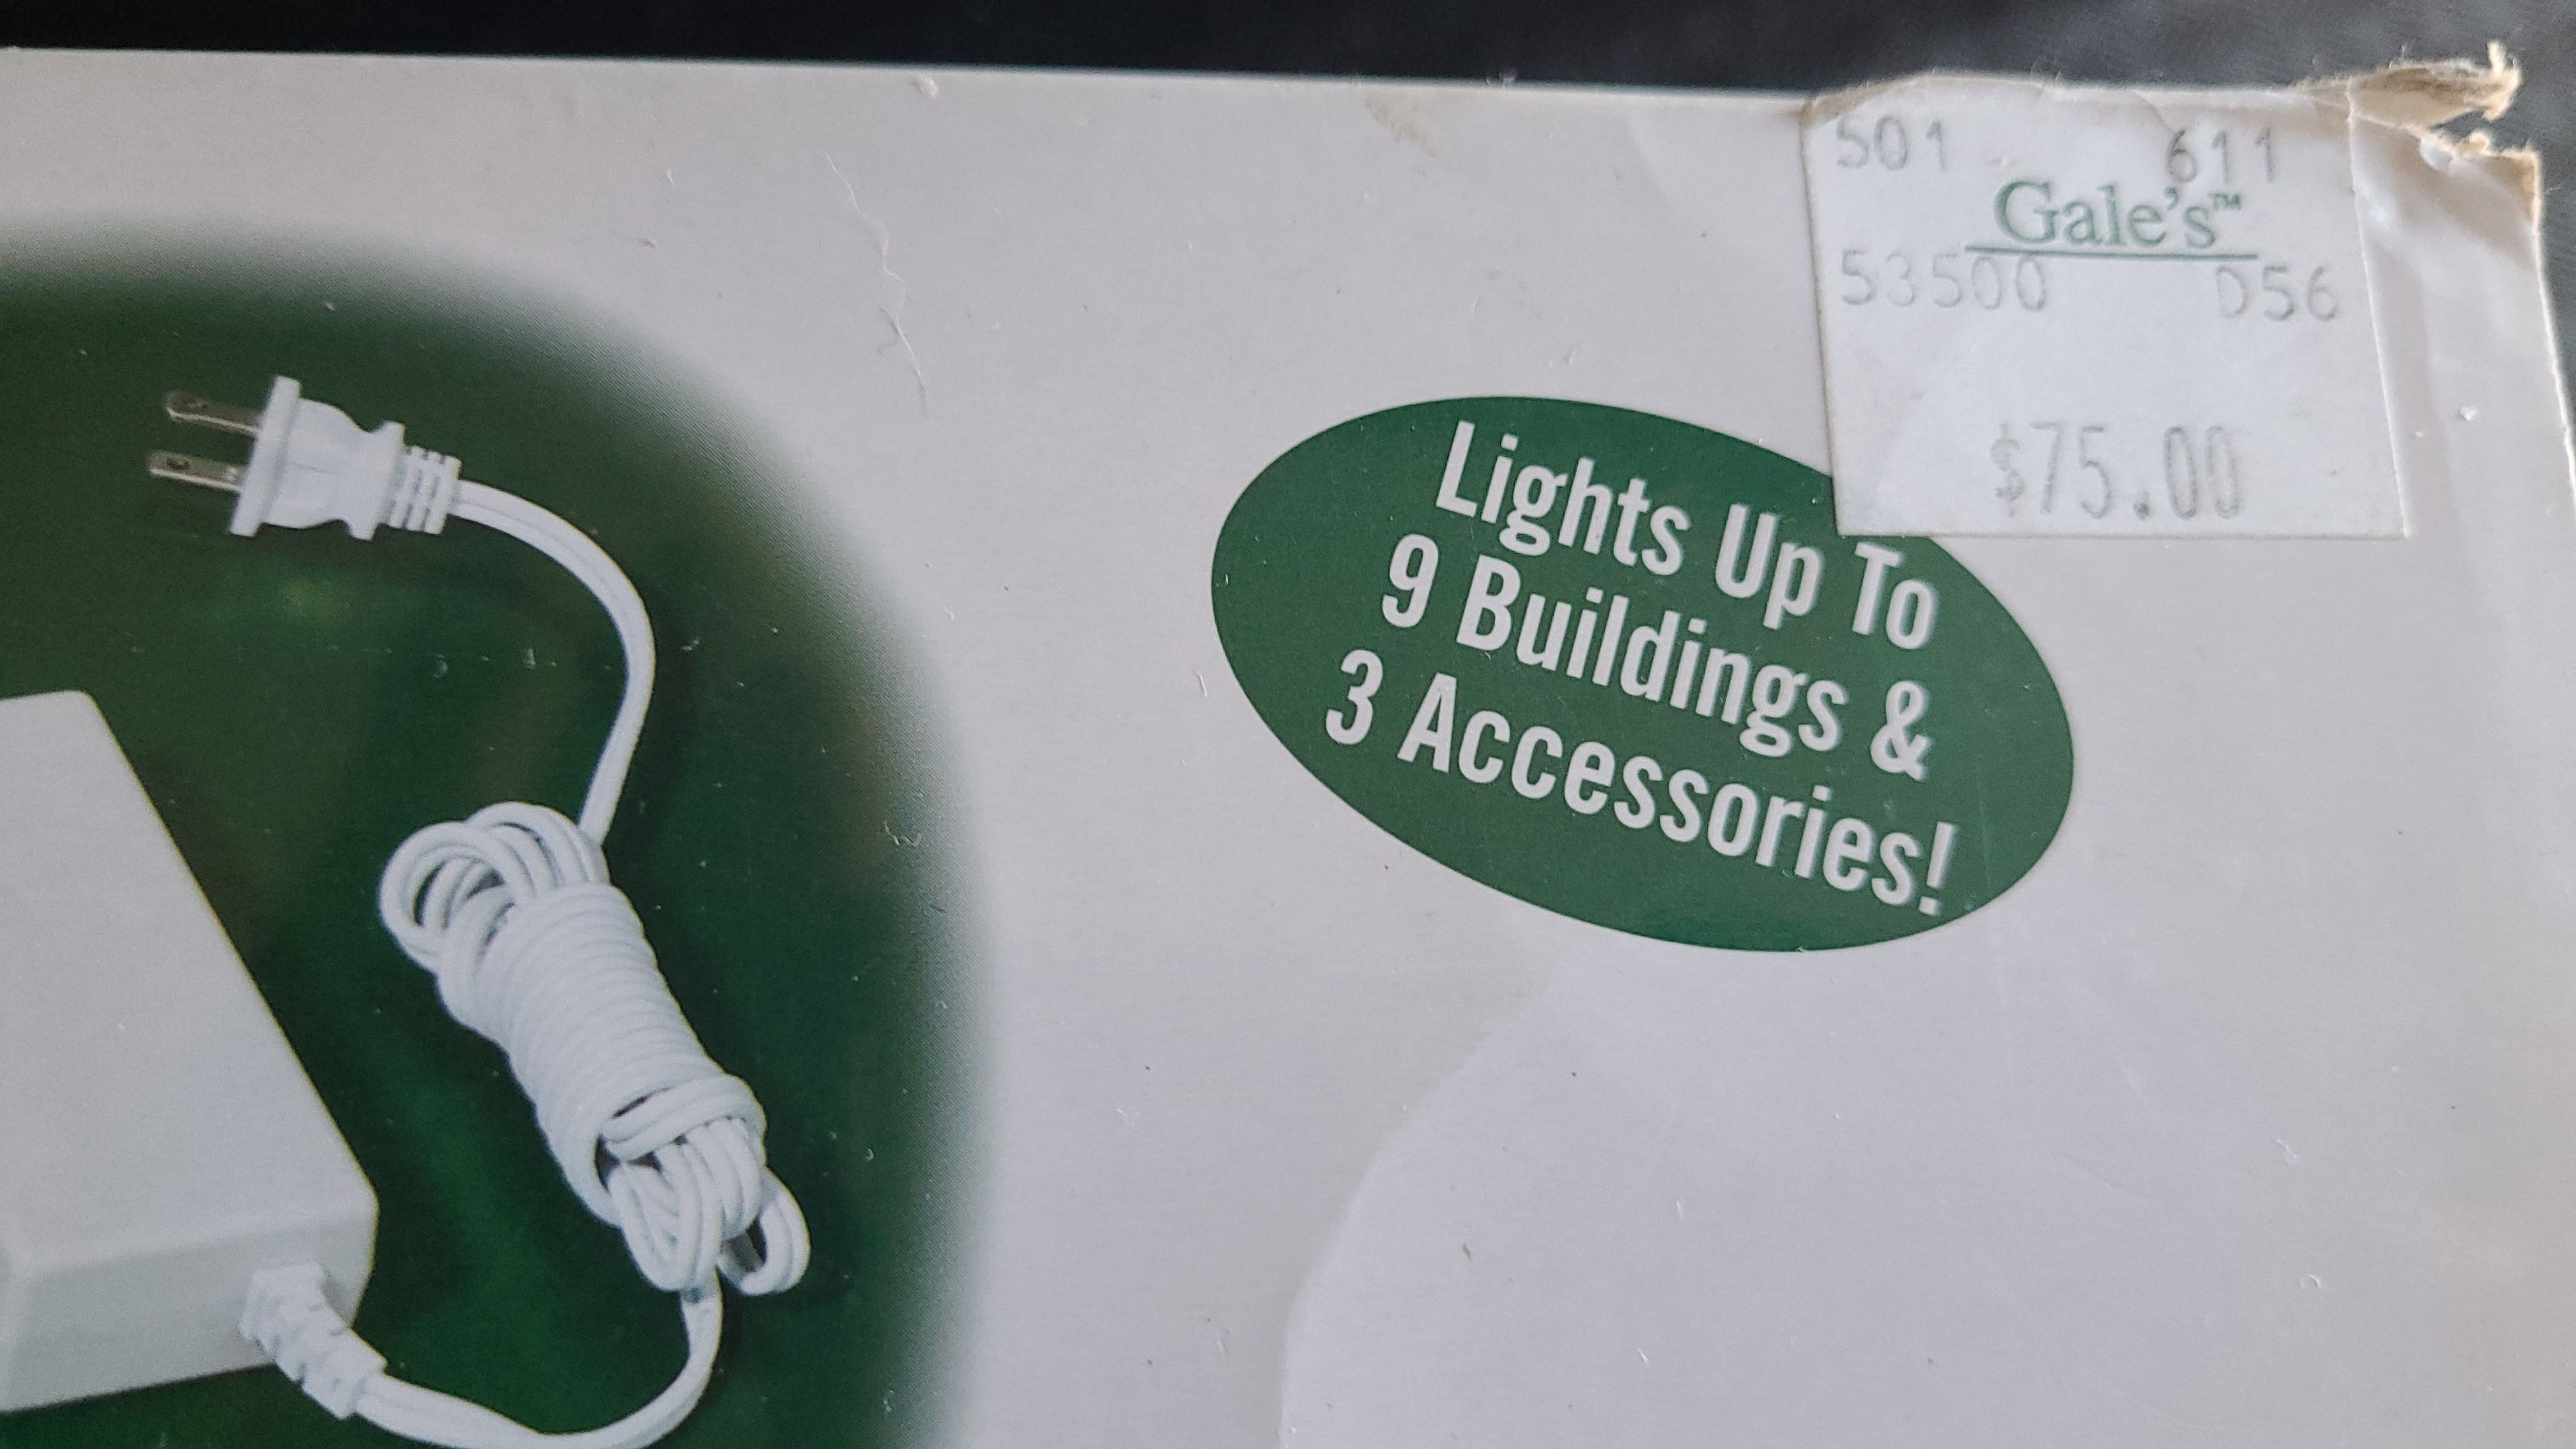 501 611
Gale's™
53500 D56
$75.00
Lights Up To
9 Buildings &
3 Accessories!